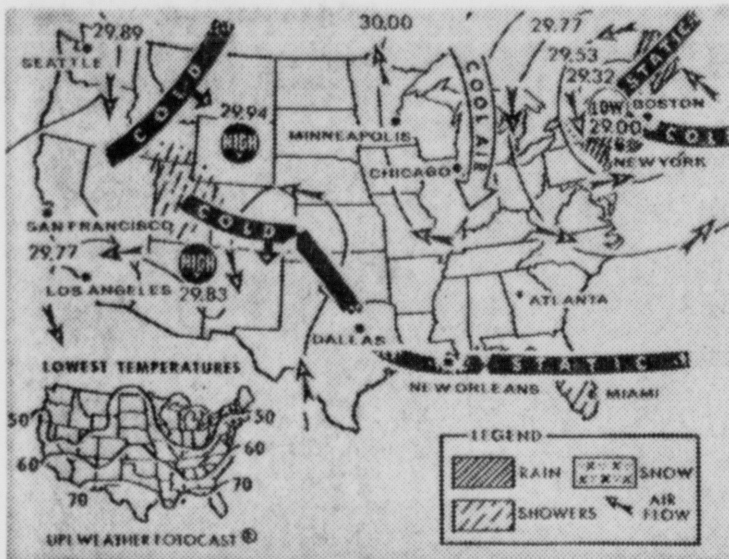 29.89
SEATTLE
COLD
29.94
HIGH
30.00
MINNEAPOLIS
COOL AIR
CHICAGO
29.77
29.53
29.32
STATIC
LOW
BOSTON
29.00
COLD
NEW YORK
SAN FRANCISCO
COLD
29.77
HIGH
LOS ANGELES
29.83
ATLANTA
DALLAS
STATIC
NEW ORLEANS
MIAMI
LOWEST TEMPERATURES
50
50
60
60
70
70
UPI WEATHER FOTOCAST ®
LEGEND
RAIN
SNOW
SHOWERS
AIR
FLOW